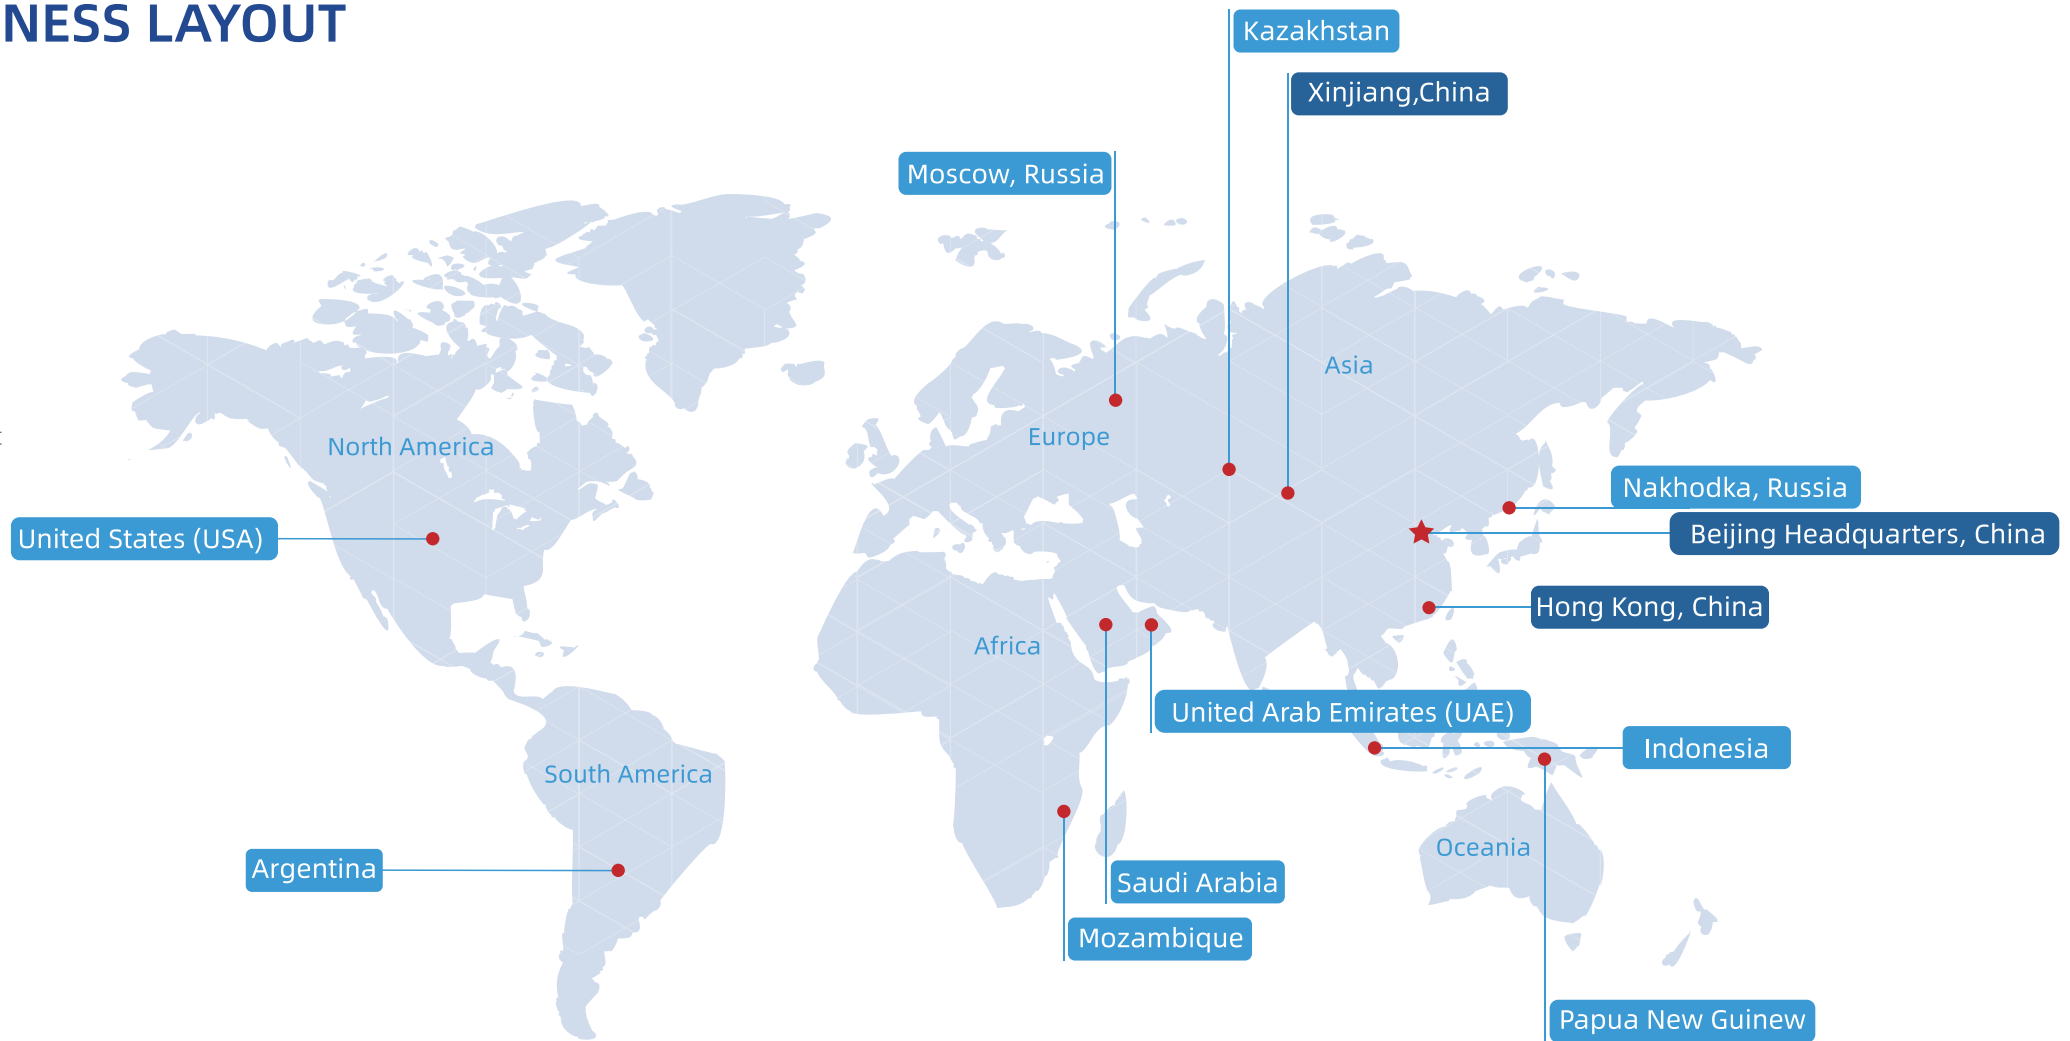 NESS LAYOUT
Kazakhstan
Xinjiang,China
Moscow, Russia
Asia
Europe
North America
Nakhodka, Russia
United States (USA)
Beijing Headquarters, China
Hong Kong, China
Africa
United Arab Emirates (UAE)
Indonesia
South America
Oceania
Argentina
Saudi Arabia
Mozambique
Papua New Guinew